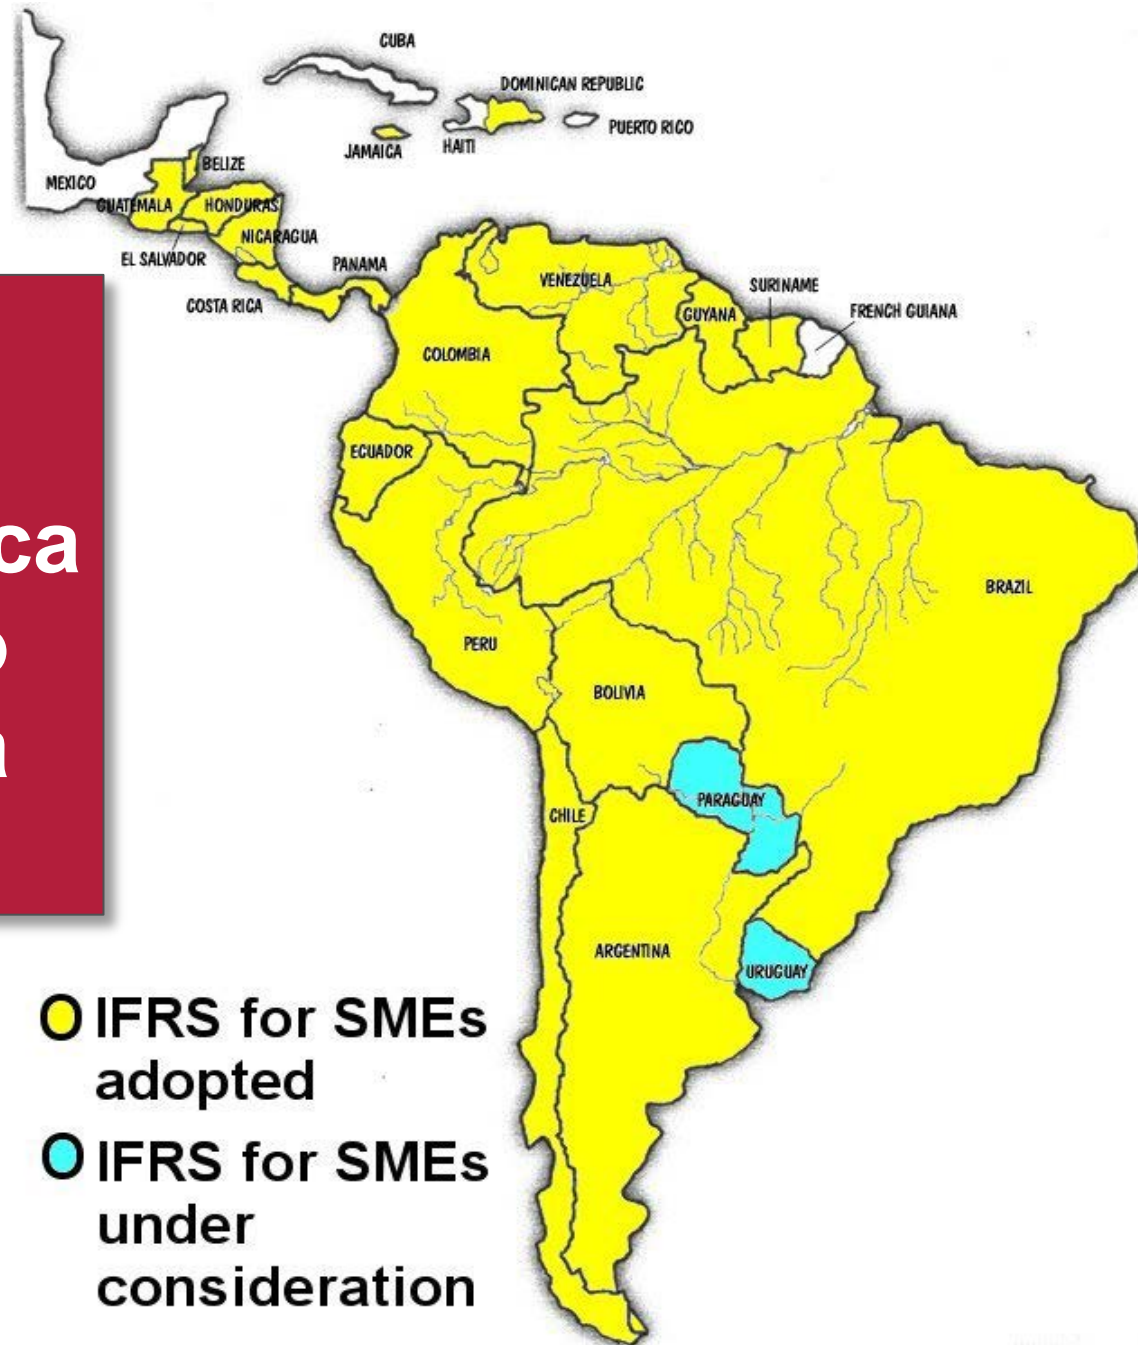 CUBA
DOMINICAN REPUBLIC
PUERTO RICO
JAMAICA
HAITI
BELIZE
MEXICO
GUATEMALA
HONDURAS
NICARAGUA
EL SALVADOR
PANAMA
COSTA RICA
VENEZUELA
SURINAME
GUYANA
FRENCH GUIANA
COLOMBIA
ECUADOR
ca
o
a
BRAZIL
PERU
BOLIVIA
PARAGUAY
CHILE
ARGENTINA
URUGUAY
IFRS for SMEs
adopted
IFRS for SMEs
under
consideration